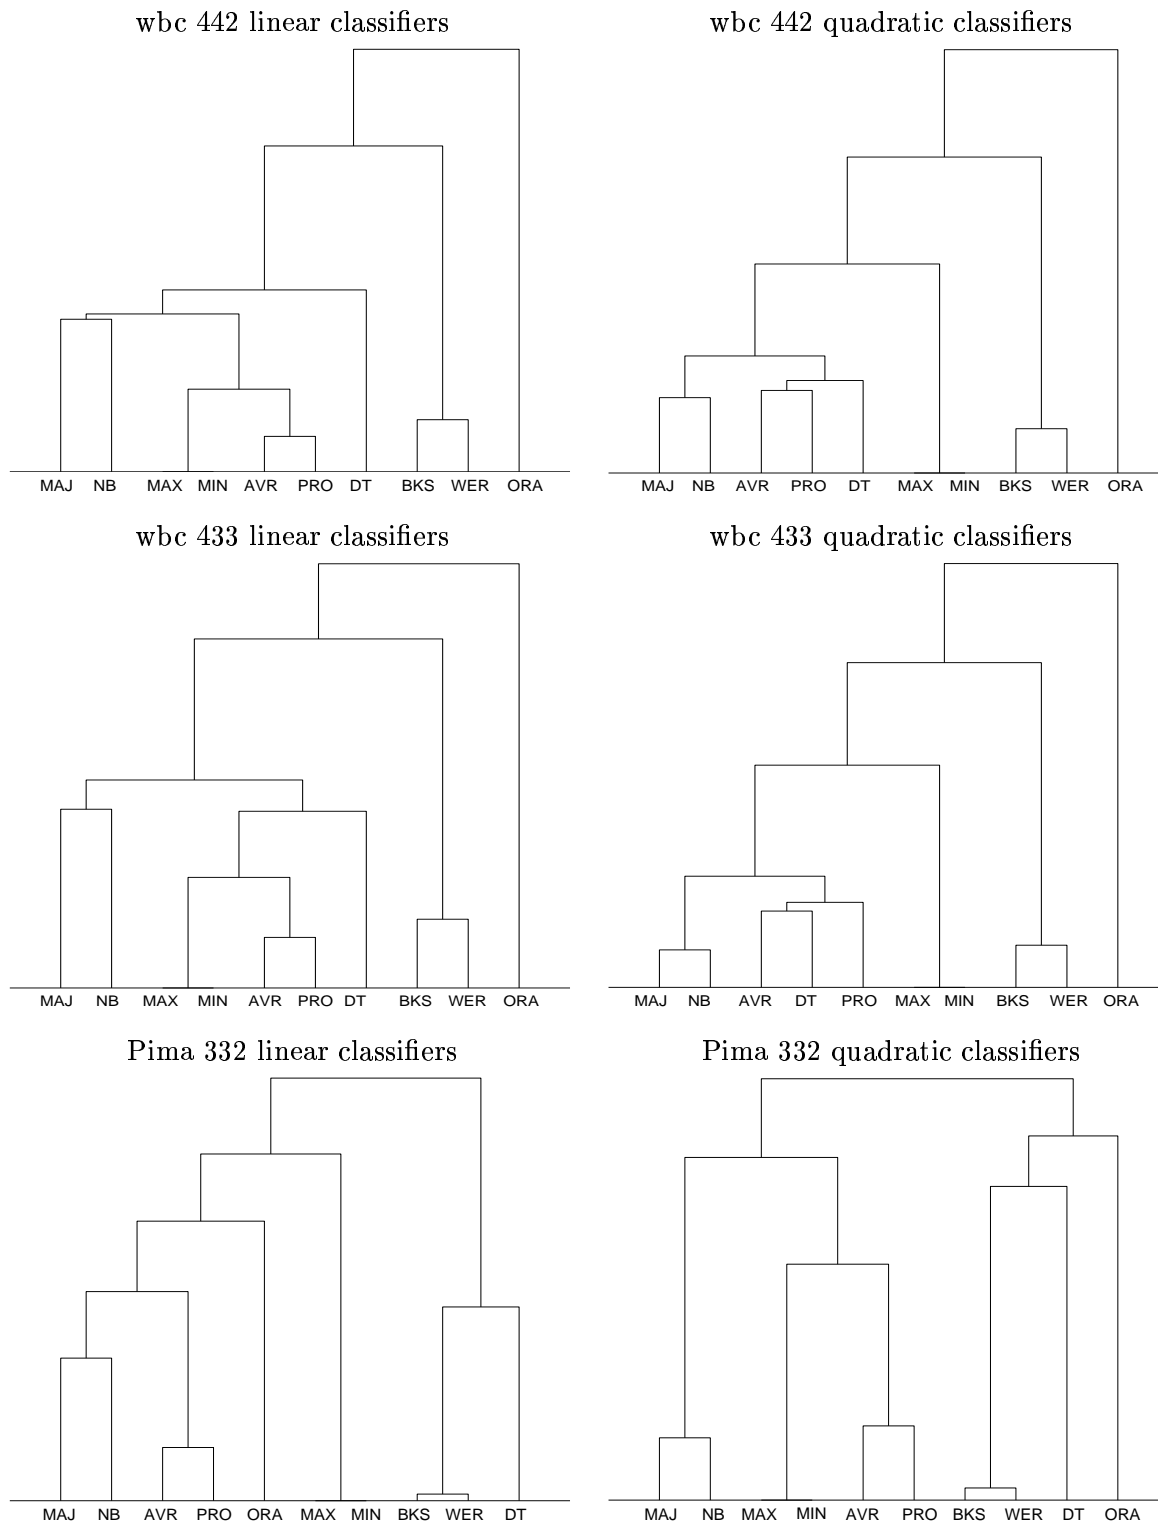 wbc 442 linear classifiers
MAJ NB MAX MIN AVR PRO DT BKS WER ORA
wbc 442 quadratic classifiers
MAJ NB AVR PRO DT MAX MIN BKS WER ORA
wbc 433 linear classifiers
MAJ NB MAX MIN AVR PRO DT BKS WER ORA
wbc 433 quadratic classifiers
MAJ NB AVR DT PRO MAX MIN BKS WER ORA
Pima 332 linear classifiers
MAJ NB AVR PRO ORA MAX MIN BKS WER DT
Pima 332 quadratic classifiers
MAJ NB MAX MIN AVR PRO BKS WER DT ORA